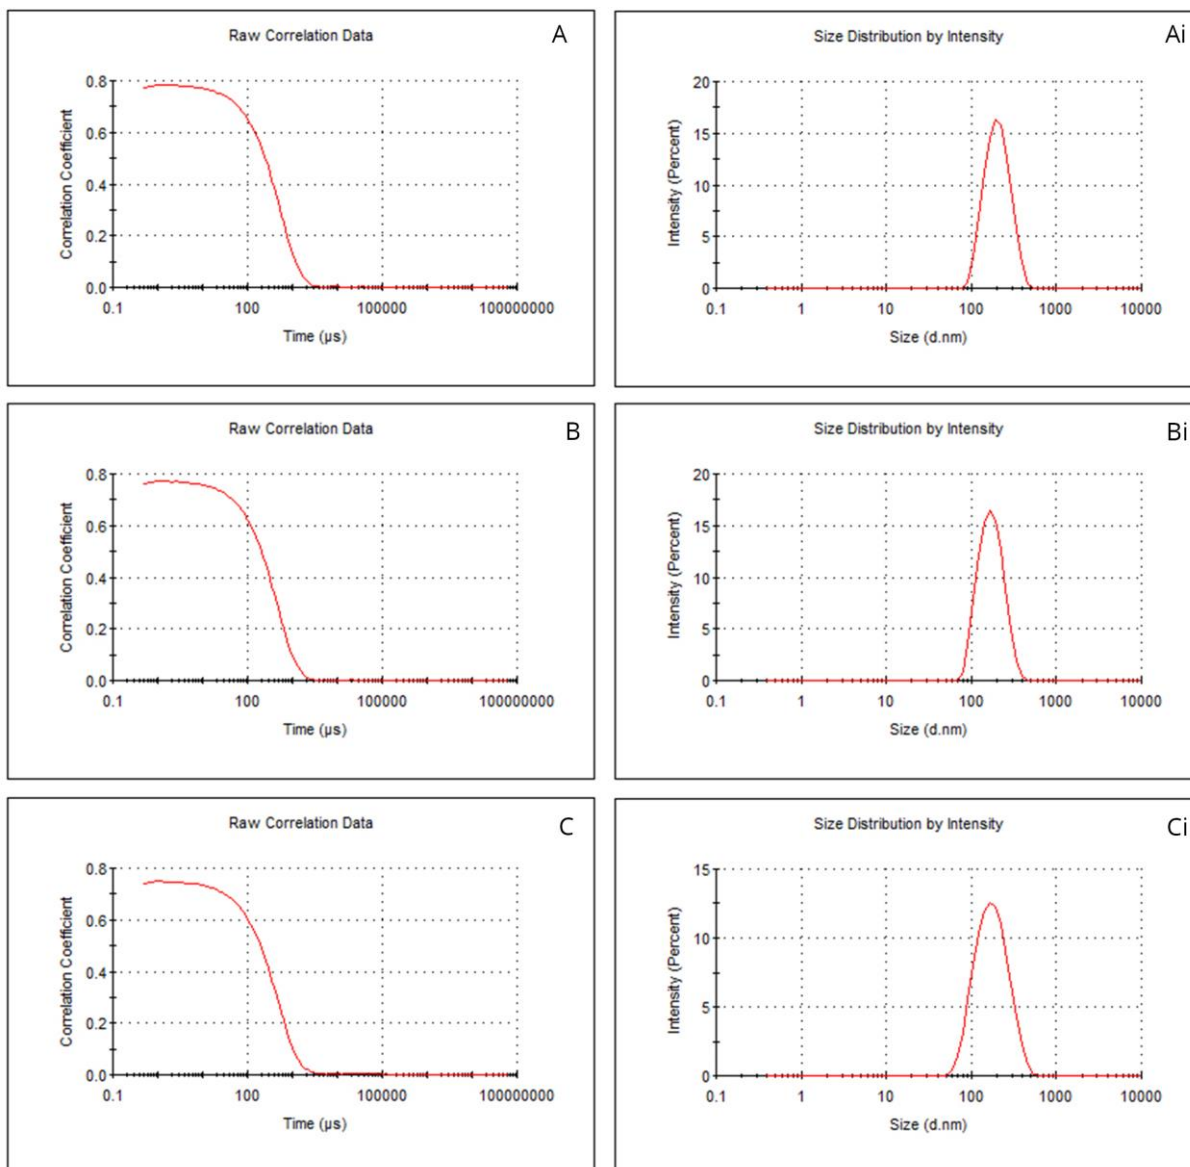 Raw Correlation Data
A
Correlation Coefficient
0.8
0.6
0.4
0.2
0.0
0.1 100 100000 100000000
Time (µs)
Size Distribution by Intensity
Ai
Intensity (Percent)
20
15
10
5
0
0.1 1 10 100 1000 10000
Size (d.nm)
Raw Correlation Data
B
Correlation Coefficient
0.8
0.6
0.4
0.2
0.0
0.1 100 100000 100000000
Time (µs)
Size Distribution by Intensity
Bi
Intensity (Percent)
20
15
10
5
0
0.1 1 10 100 1000 10000
Size (d.nm)
Raw Correlation Data
C
Correlation Coefficient
0.8
0.6
0.4
0.2
0.0
0.1 100 100000 100000000
Time (µs)
Size Distribution by Intensity
Ci
Intensity (Percent)
15
10
5
0
0.1 1 10 100 1000 10000
Size (d.nm)